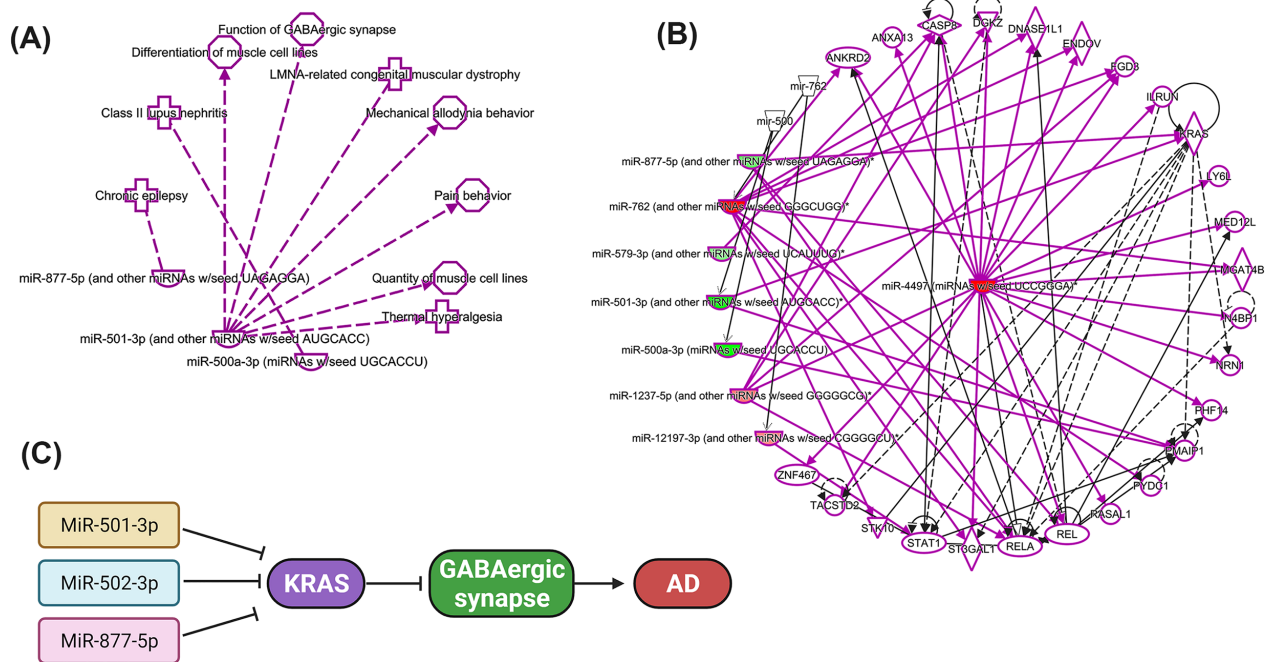 (A)
Function of GABAergic synapse
Differentiation of muscle cell lines
LMNA-related congenital muscular dystrophy
Class II lupus nephritis
Mechanical allodynia behavior
Chronic epilepsy
Pain behavior
miR-877-5p (and other miRNAs w/seed UAGAGGA)
Quantity of muscle cell lines
Thermal hyperalgesia
miR-501-3p (and other miRNAs w/seed AUGCACC)
miR-500a-3p (miRNAs w/seed UGCACCU)
(B)
CASP8
DGKZ
DNASE1L1
ANXA13
ENDOV
ANKRD2
FGD3
mir-762
ILRUN
mir-500
KRAS
miR-877-5p (and other miRNAs w/seed UAGAGGA)*
LY6L
miR-762 (and other miRNAs w/seed GGGCUGG)*
MED12L
miR-579-3p (and other miRNAs w/seed UCAUUUG)*
MGAT4B
miR-4497 (miRNAs w/seed UCCGGGA)*
miR-501-3p (and other miRNAs w/seed AUGCACC)*
N4BP1
miR-500a-3p (miRNAs w/seed UGCACCU)
NRN1
miR-1237-5p (and other miRNAs w/seed GGGGGCG)*
PHF14
miR-12197-3p (and other miRNAs w/seed CGGGGCU)*
PMAIP1
ZNF467
PYDC1
TACSTD2
RASAL1
STK10
REL
STAT1
ST3GAL1
RELA
(C)
MiR-501-3p
MiR-502-3p
MiR-877-5p
KRAS
GABAergic
synapse
AD